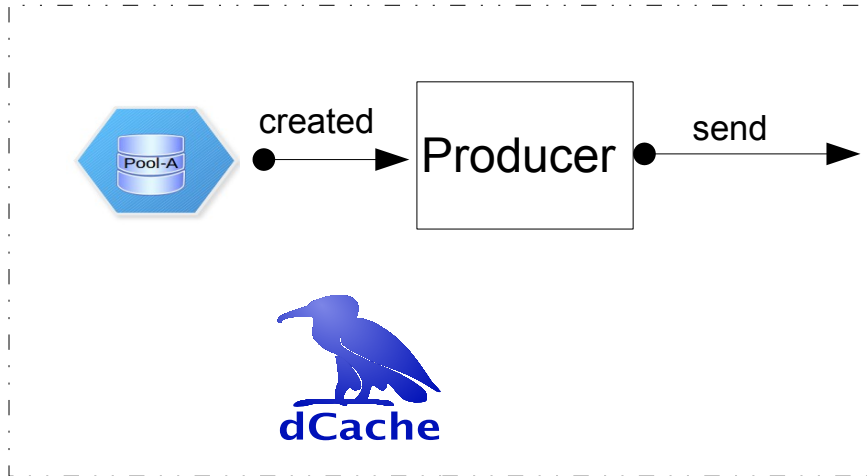 created
send
Pool-A
Producer
dCache